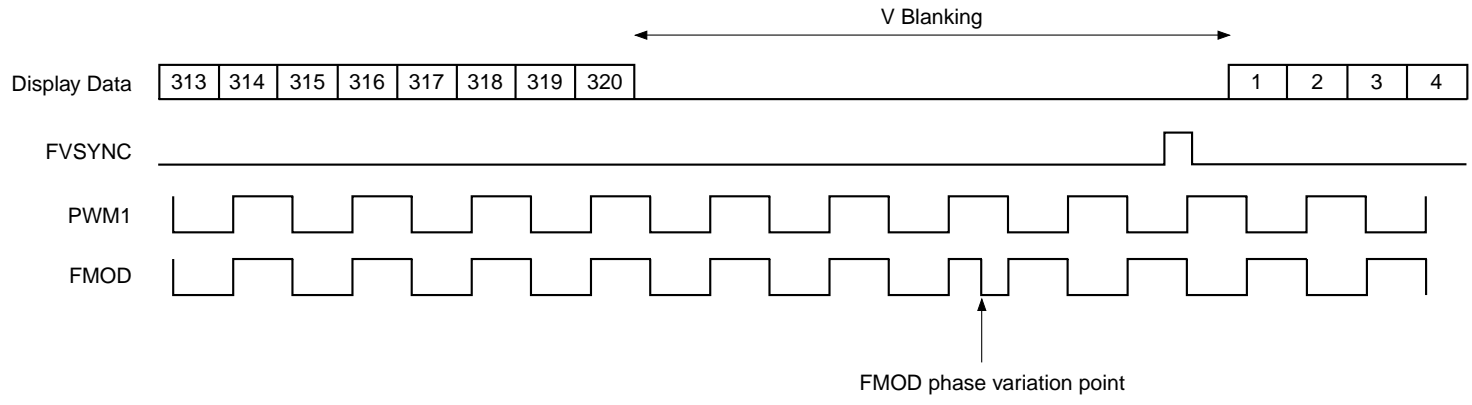 V Blanking
Display Data 313 314 315 316 317 318 319 320 1 2 3 4
FVSYNC
PWM1
FMOD
FMOD phase variation point